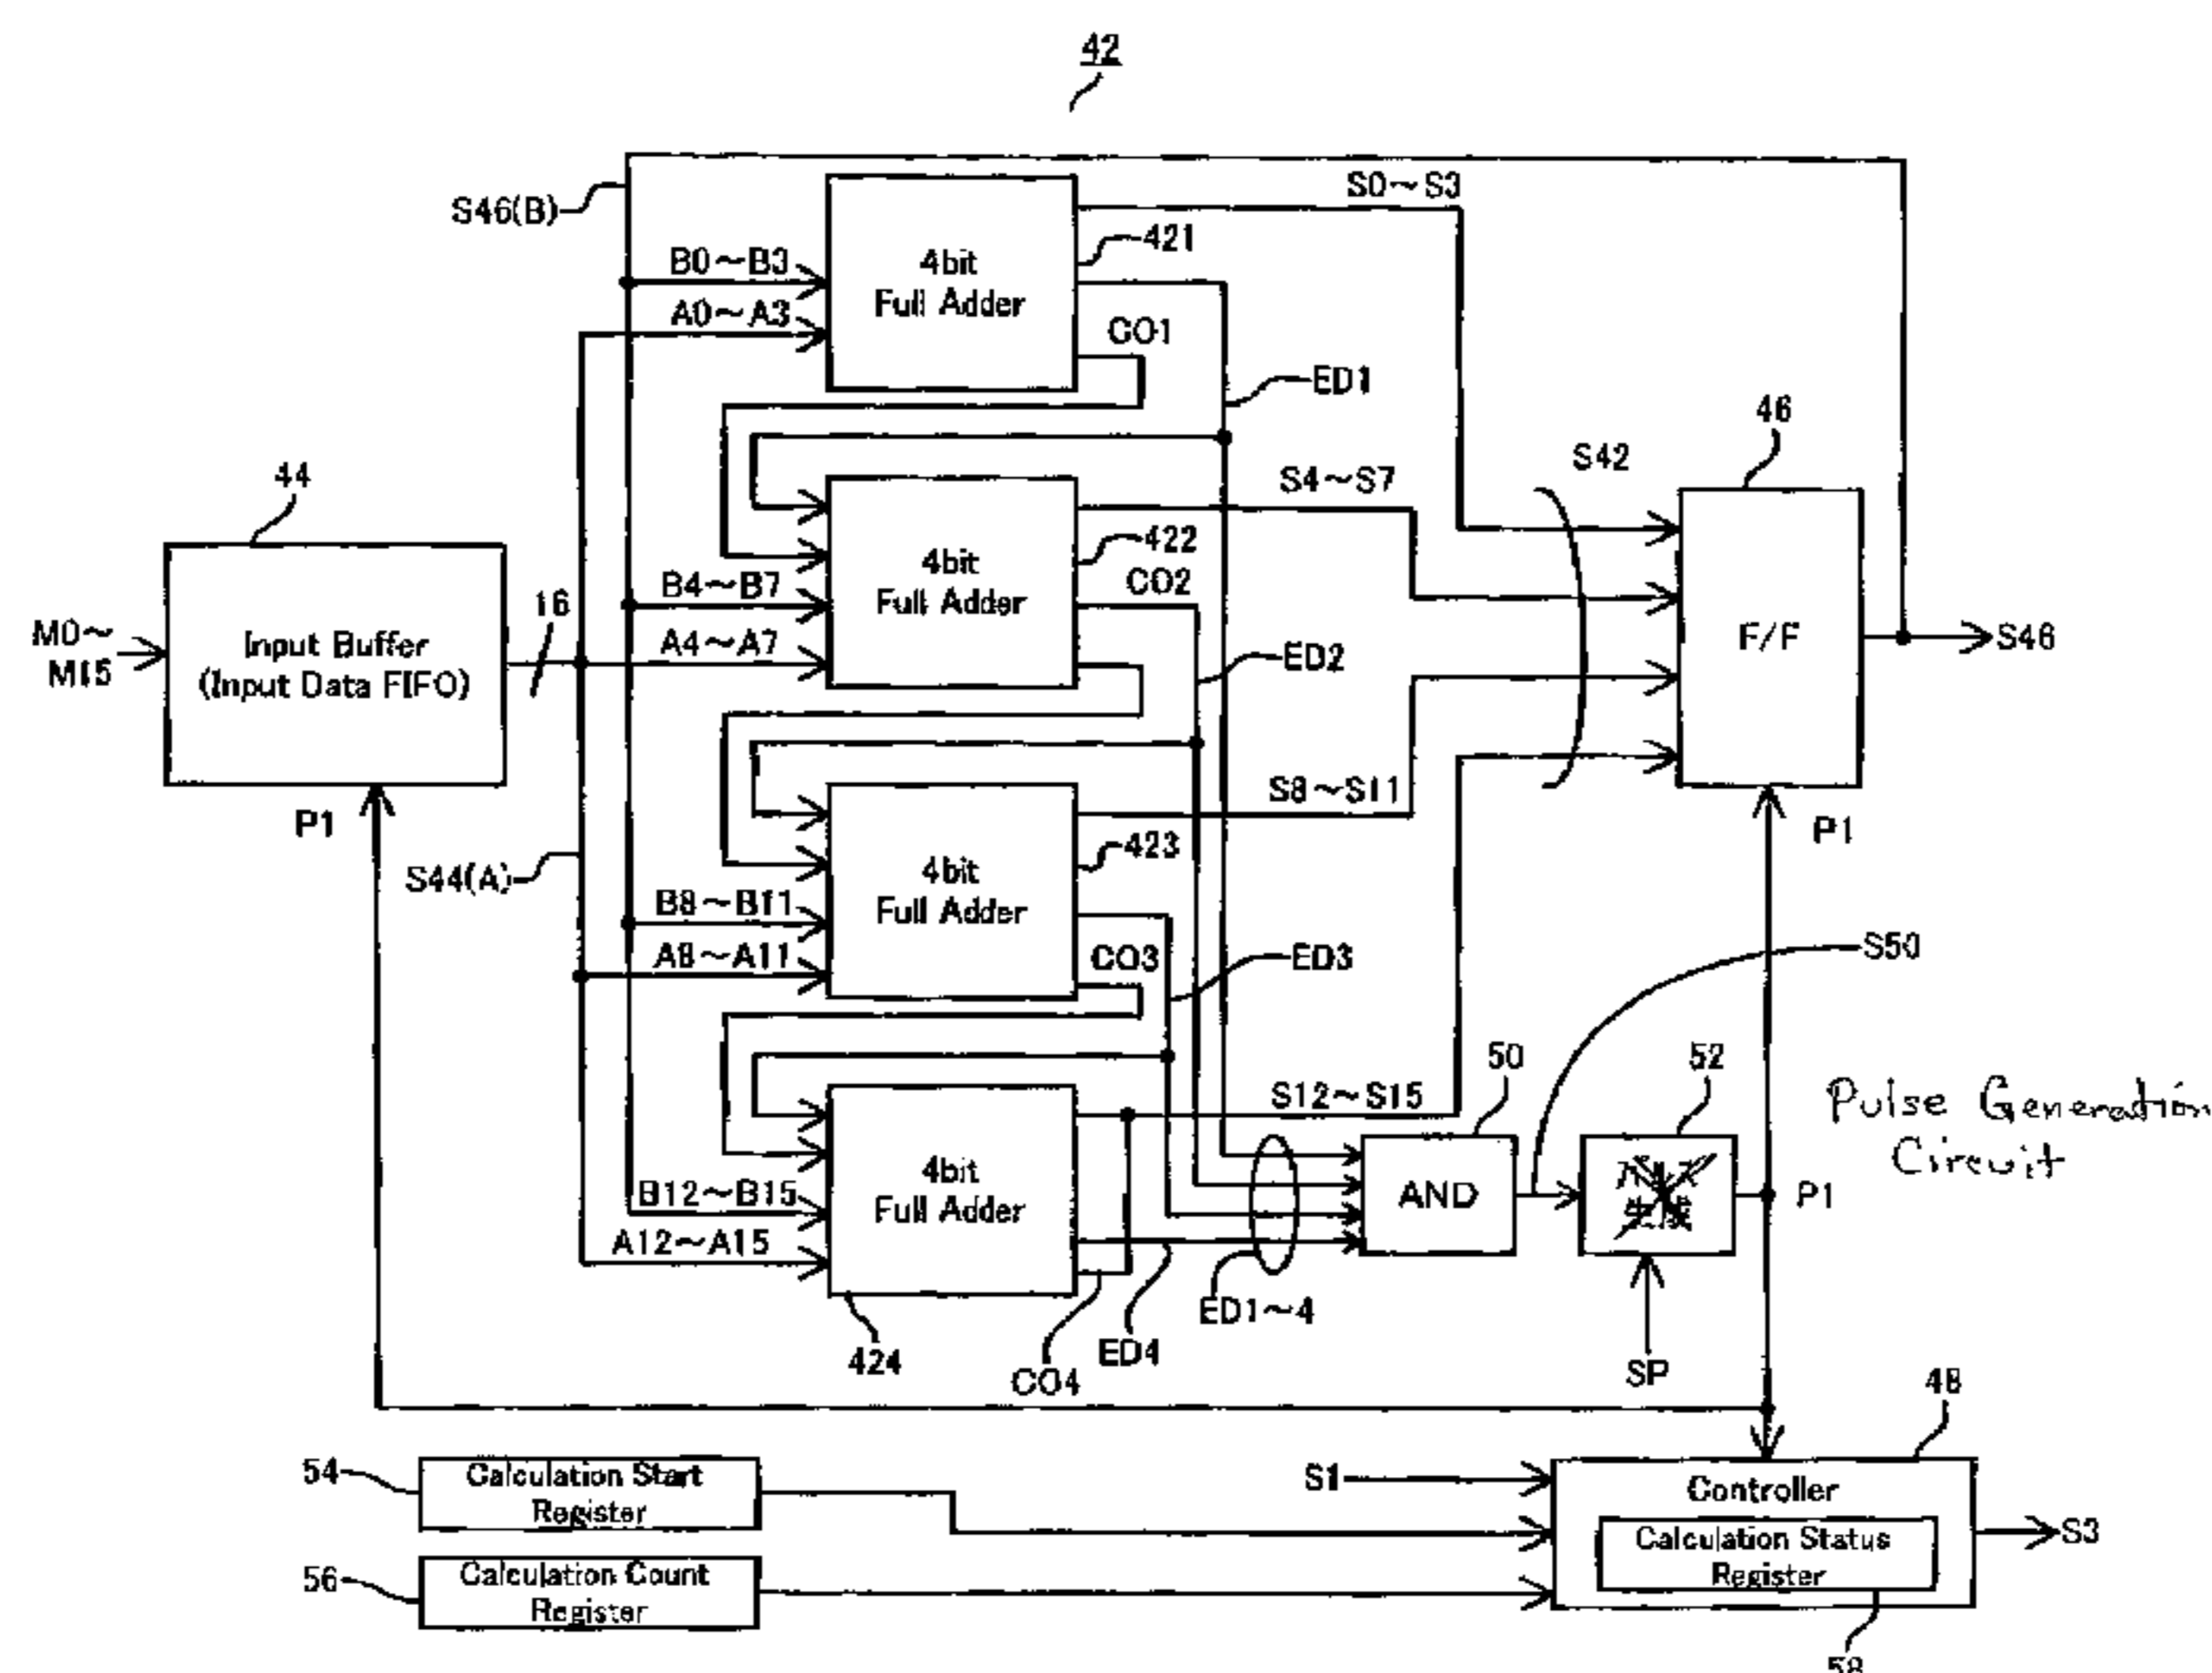 42
S46(B)
S0~S3
B0~B3
A0~A3
4bit
Full Adder
421
CO1
ED1
46
S42
44
S4~S7
422
4bit
Full Adder
CO2
B4~B7
A4~A7
16
M0~
M15
Input Buffer
(Input Data FIFO)
F/F
S46
ED2
P1
S8~S11
P1
423
4bit
Full Adder
S44(A)
B8~B11
A8~A11
CO3
ED3
S50
50
52
S12~S15
Pulse Generation
Circuit
4bit
Full Adder
AND
P1
B12~B15
A12~A15
ED1~4
ED4
424
CO4
SP
48
54
Calculation Start
Register
S1
Controller
56
Calculation Count
Register
Calculation Status
Register
S3
58